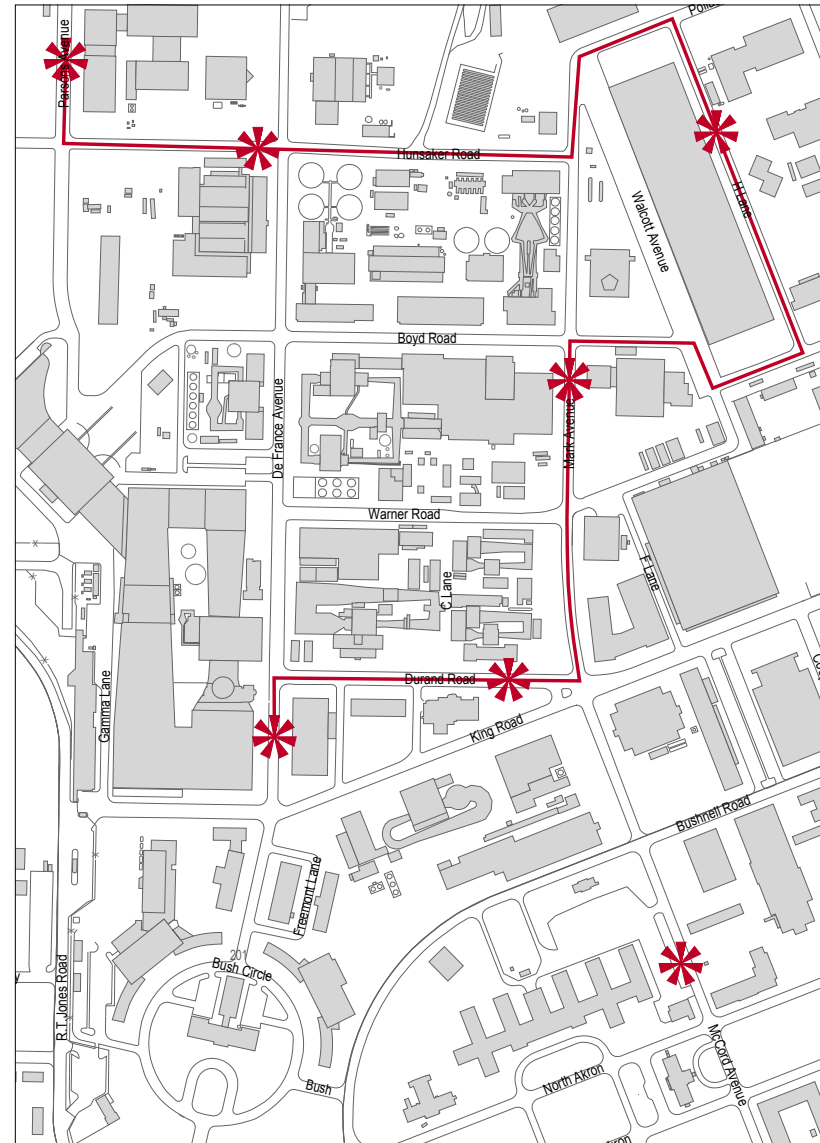 Parsons Avenue
Hunsaker Road
H Lane
Walcott Avenue
Boyd Road
De France Avenue
Mark Avenue
Warner Road
C Lane
F Lane
Durand Road
Gamma Lane
King Road
Bushnell Road
Freemont Lane
201
Bush Circle
R.T. Jones Road
Bush
North Akron
McCord Avenue